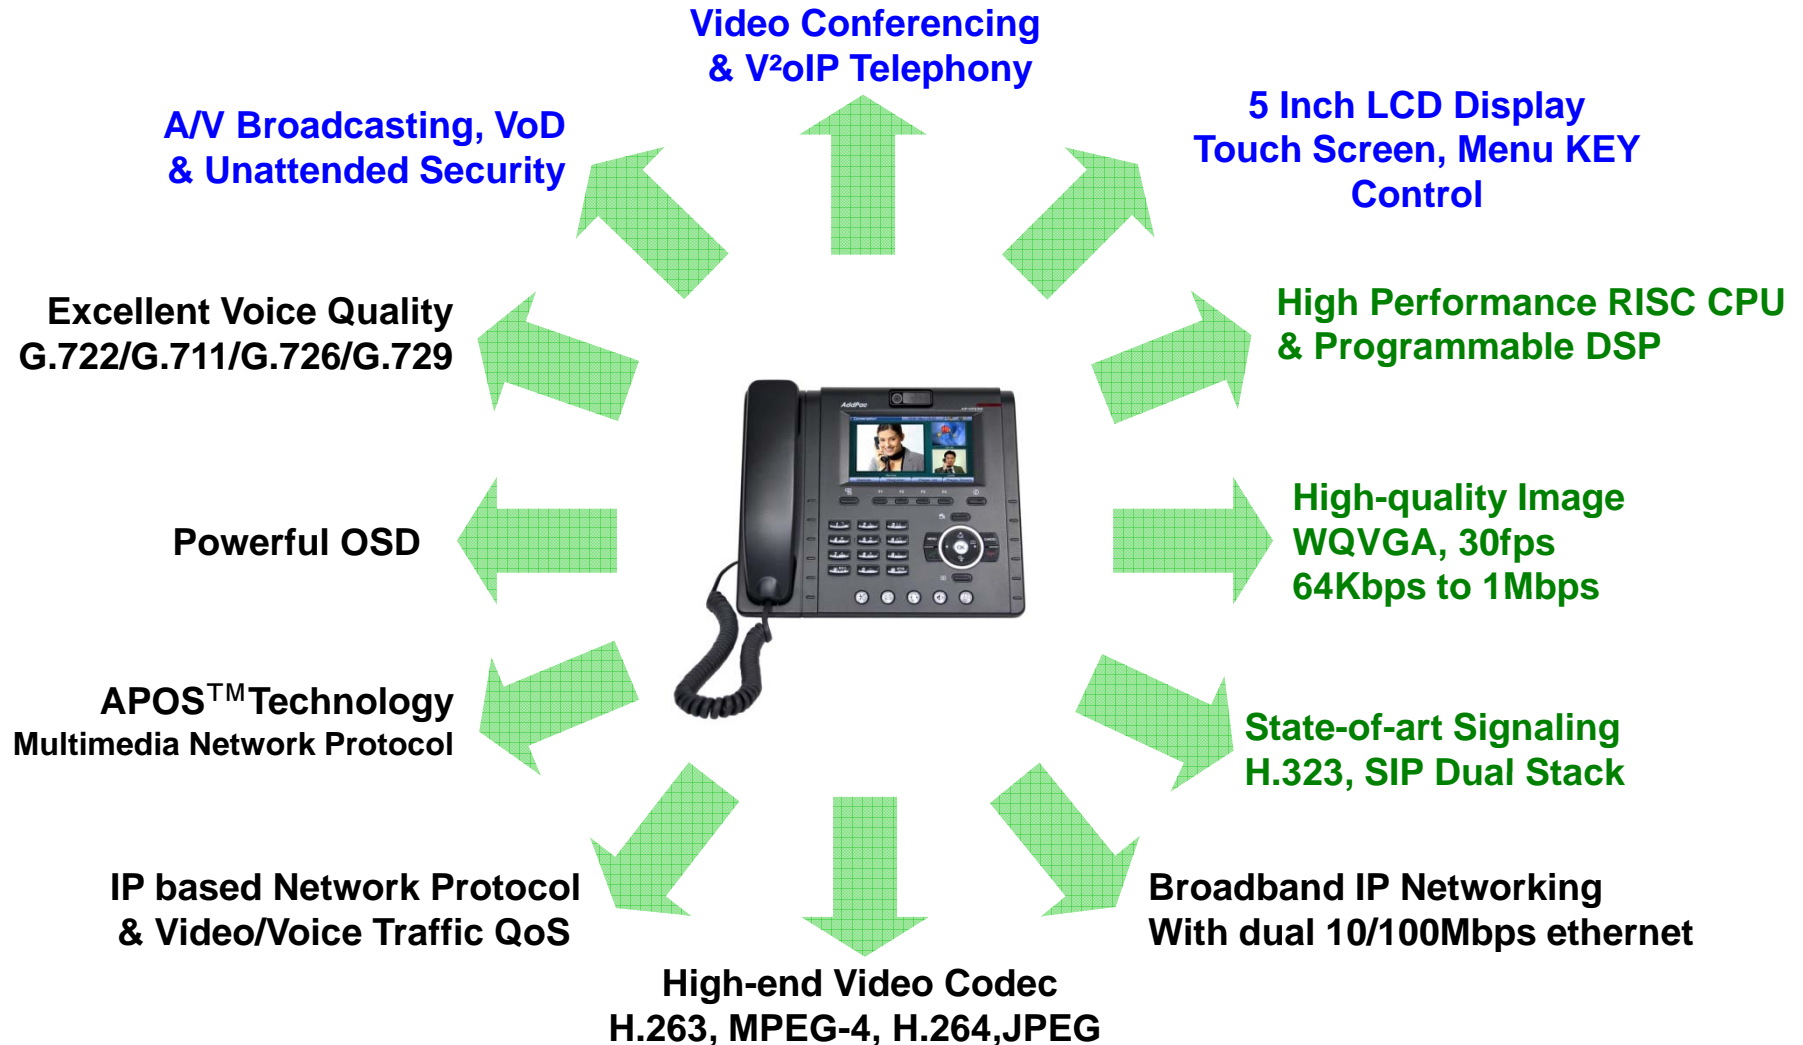 Video Conferencing
& V²oIP Telephony
A/V Broadcasting, VoD
& Unattended Security
5 Inch LCD Display
Touch Screen, Menu KEY
Control
Excellent Voice Quality
G.722/G.711/G.726/G.729
High Performance RISC CPU
& Programmable DSP
AddPac
Powerful OSD
High-quality Image
WQVGA, 30fps
64Kbps to 1Mbps
APOS™Technology
Multimedia Network Protocol
State-of-art Signaling
H.323, SIP Dual Stack
IP based Network Protocol
& Video/Voice Traffic QoS
Broadband IP Networking
With dual 10/100Mbps ethernet
High-end Video Codec
H.263, MPEG-4, H.264,JPEG